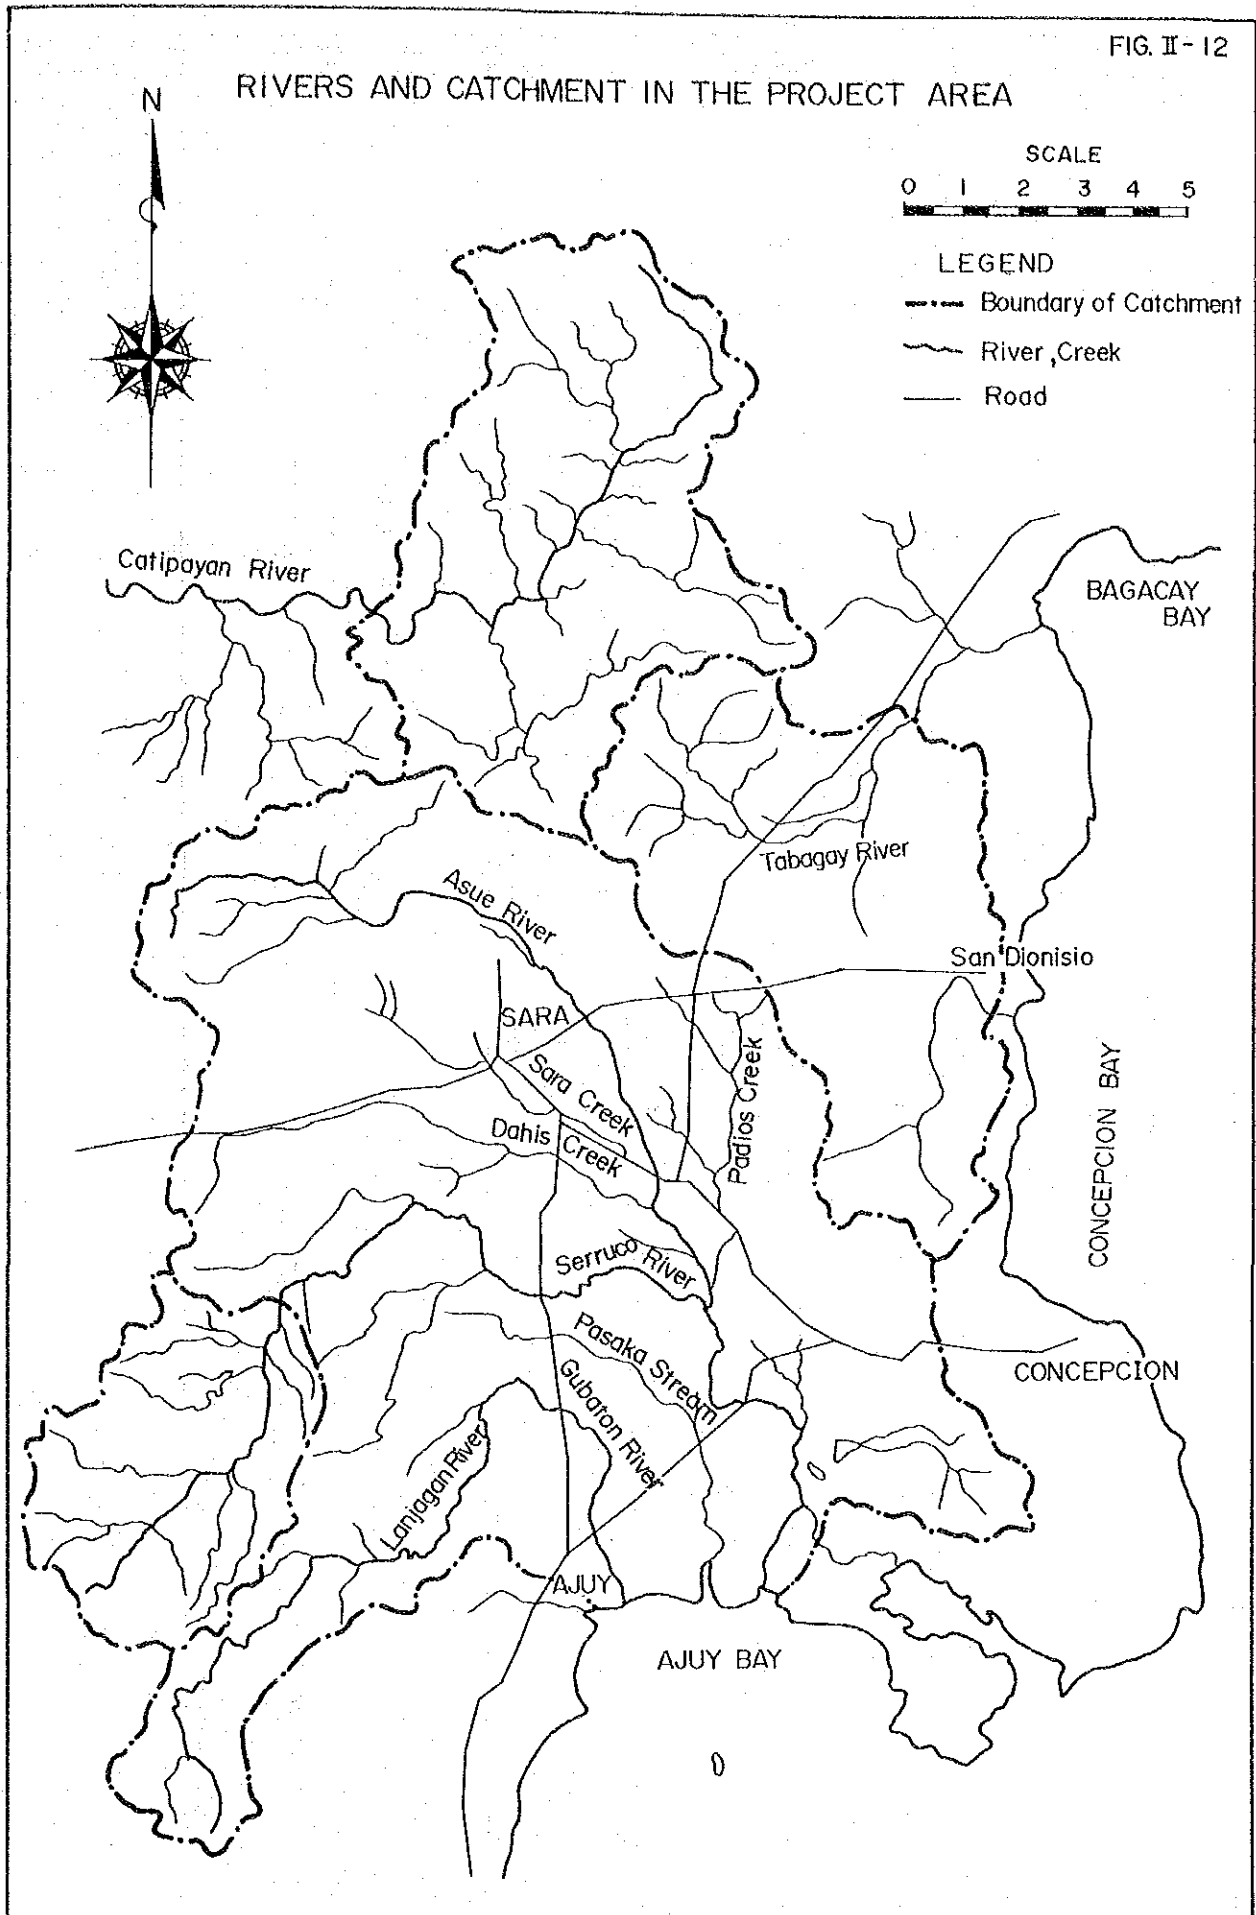 FIG. II-12
RIVERS AND CATCHMENT IN THE PROJECT AREA
N
SCALE
0 1 2 3 4 5
LEGEND
Boundary of Catchment
River, Creek
Road
Catipayan River
BAGACAY
BAY
Tabagay River
Asue River
San Dionisio
SARA
Sara Creek
Padios Creek
Dahis Creek
CONCEPCION BAY
Serruco River
Pasaka Stream
CONCEPCION
Gubaton River
Lanjagan River
AJUY
AJUY BAY